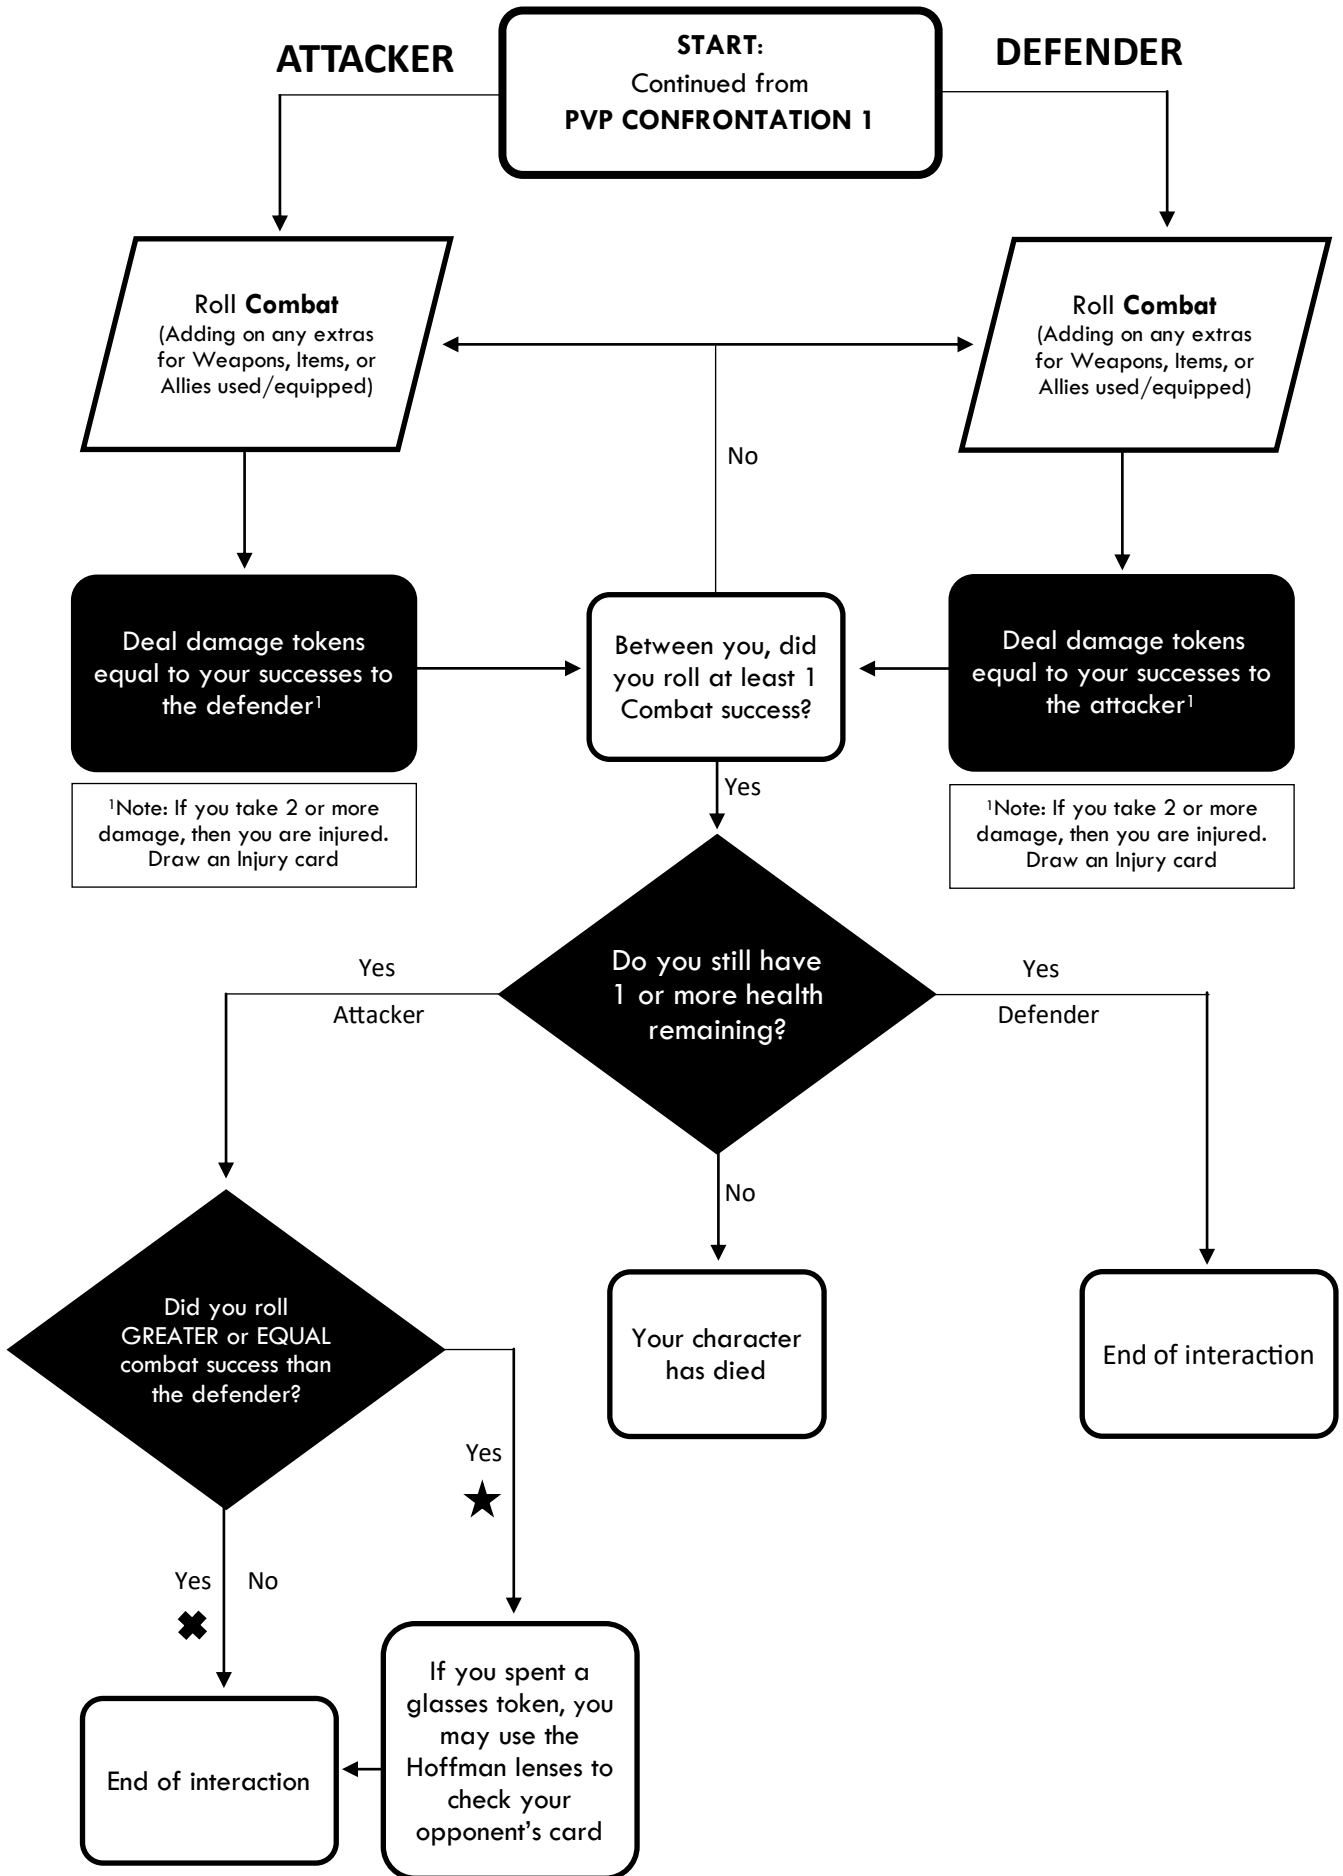 ATTACKER
START:
Continued from
PVP CONFRONTATION 1
DEFENDER
Roll Combat
(Adding on any extras
for Weapons, Items, or
Allies used/equipped)
Roll Combat
(Adding on any extras
for Weapons, Items, or
Allies used/equipped)
No
Deal damage tokens
equal to your successes to
the defender¹
Between you, did
you roll at least 1
Combat success?
Deal damage tokens
equal to your successes to
the attacker¹
¹Note: If you take 2 or more
damage, then you are injured.
Draw an Injury card
Yes
¹Note: If you take 2 or more
damage, then you are injured.
Draw an Injury card
Yes
Attacker
Do you still have
1 or more health
remaining?
Yes
Defender
No
Did you roll
GREATER or EQUAL
combat success than
the defender?
Your character
has died
End of interaction
Yes
Yes No
If you spent a
glasses token, you
may use the
Hoffman lenses to
check your
opponent's card
End of interaction